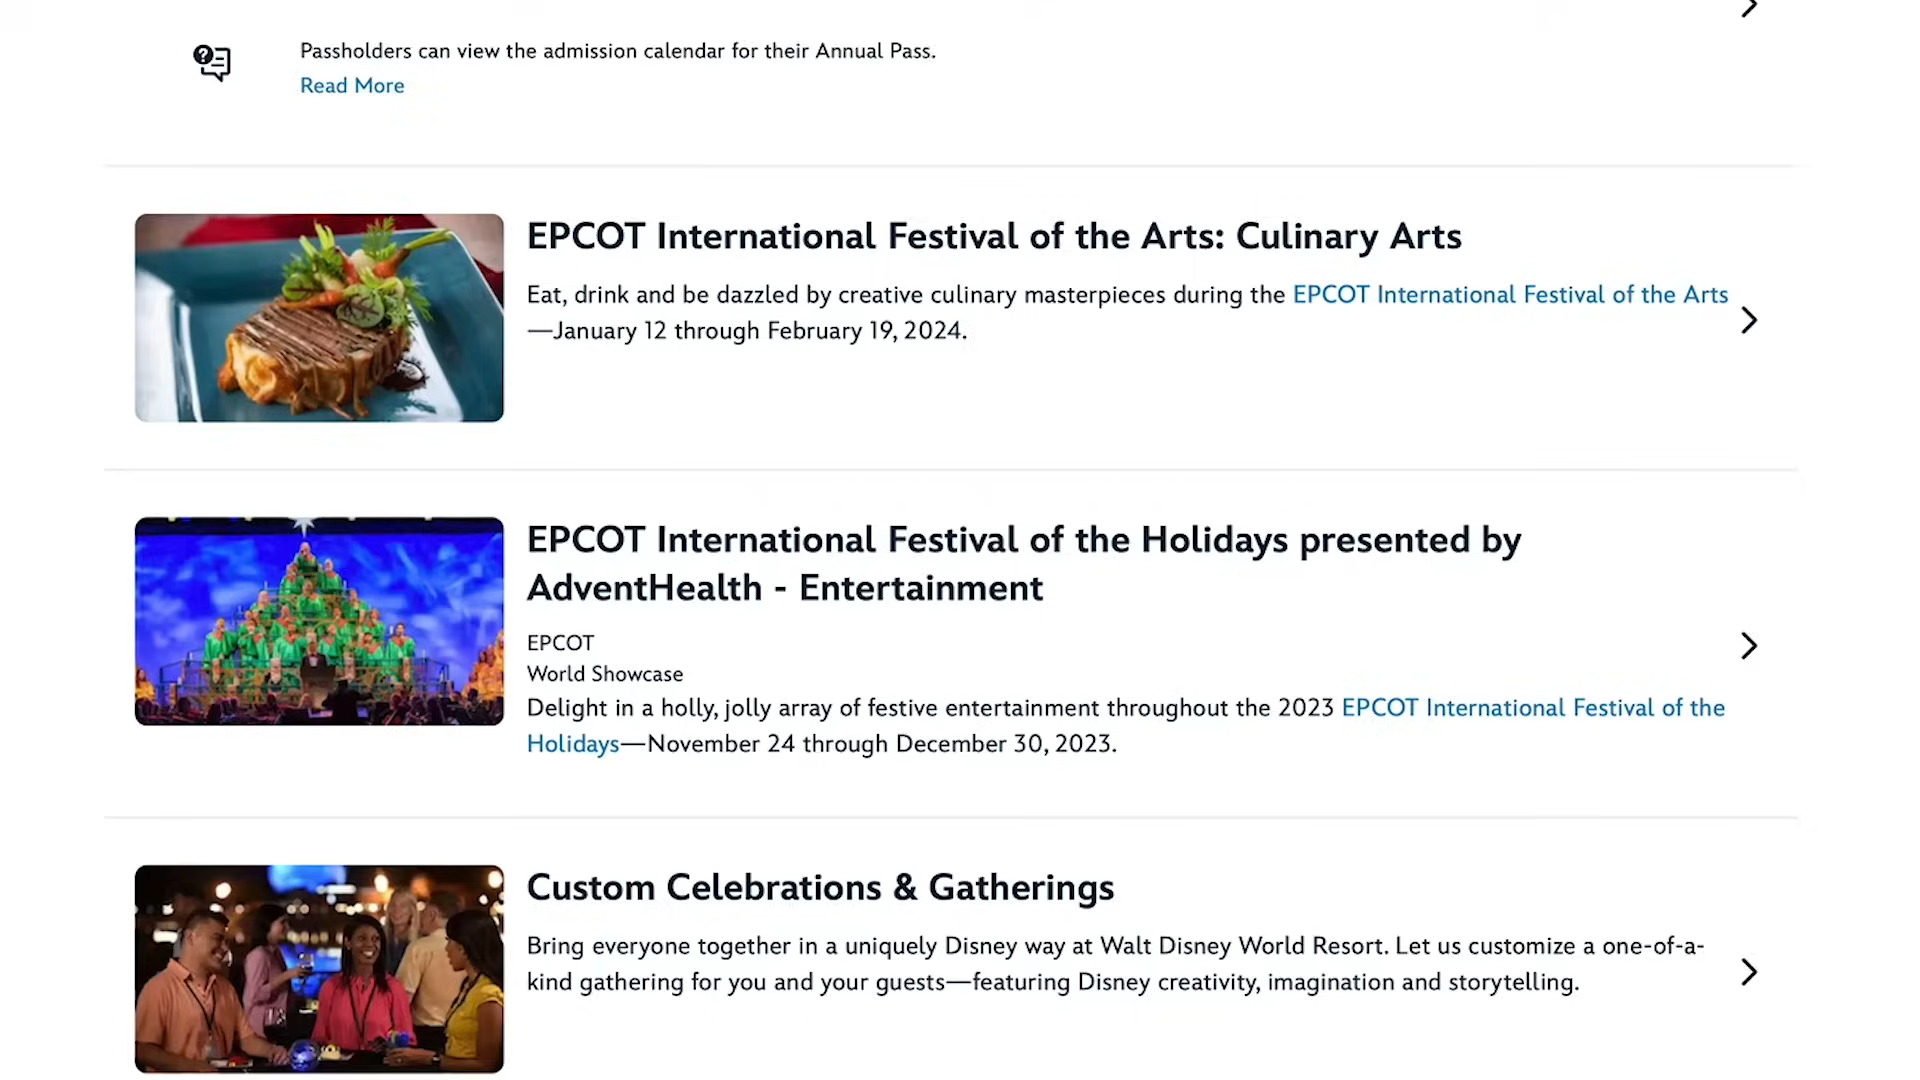 Passholders can view the admission calendar for their Annual Pass.
Read More
EPCOT International Festival of the Arts: Culinary Arts
Eat, drink and be dazzled by creative culinary masterpieces during the EPCOT International Festival of the Arts
—January 12 through February 19, 2024.
EPCOT International Festival of the Holidays presented by
AdventHealth - Entertainment
EPCOT
World Showcase
Delight in a holly, jolly array of festive entertainment throughout the 2023 EPCOT International Festival of the
Holidays—November 24 through December 30, 2023.
Custom Celebrations & Gatherings
Bring everyone together in a uniquely Disney way at Walt Disney World Resort. Let us customize a one-of-a-
kind gathering for you and your guests—featuring Disney creativity, imagination and storytelling.